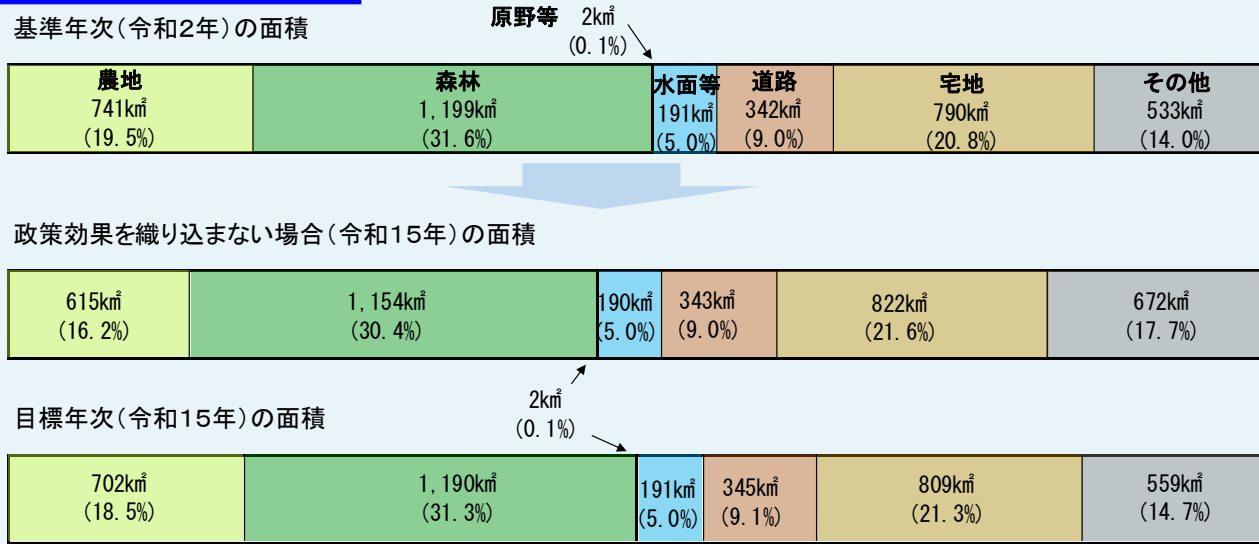 基準年次(令和2年)の面積
原野等 2k㎡
(0.1%)
農地 森林 水面等 道路 宅地 その他
741k㎡ 1,199k㎡ 191k㎡ 342k㎡ 790k㎡ 533k㎡
(19.5%) (31.6%) (5.0%) (9.0%) (20.8%) (14.0%)
政策効果を織り込まない場合(令和15年)の面積
615k㎡ 1,154k㎡ 190k㎡ 343k㎡ 822k㎡ 672k㎡
(16.2%) (30.4%) (5.0%) (9.0%) (21.6%) (17.7%)
2k㎡
(0.1%)
目標年次(令和15年)の面積
702k㎡ 1,190k㎡ 191k㎡ 345k㎡ 809k㎡ 559k㎡
(18.5%) (31.3%) (5.0%) (9.1%) (21.3%) (14.7%)